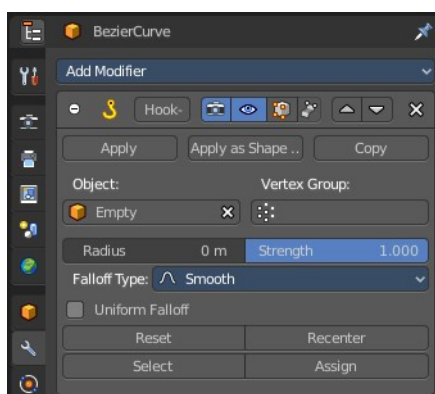 BezierCurve
Add Modifier
Hook-
Apply Apply as Shape .. Copy
Object: Vertex Group:
Empty
Radius 0 m Strength 1.000
Falloff Type: Smooth
Uniform Falloff
Reset Recenter
Select Assign